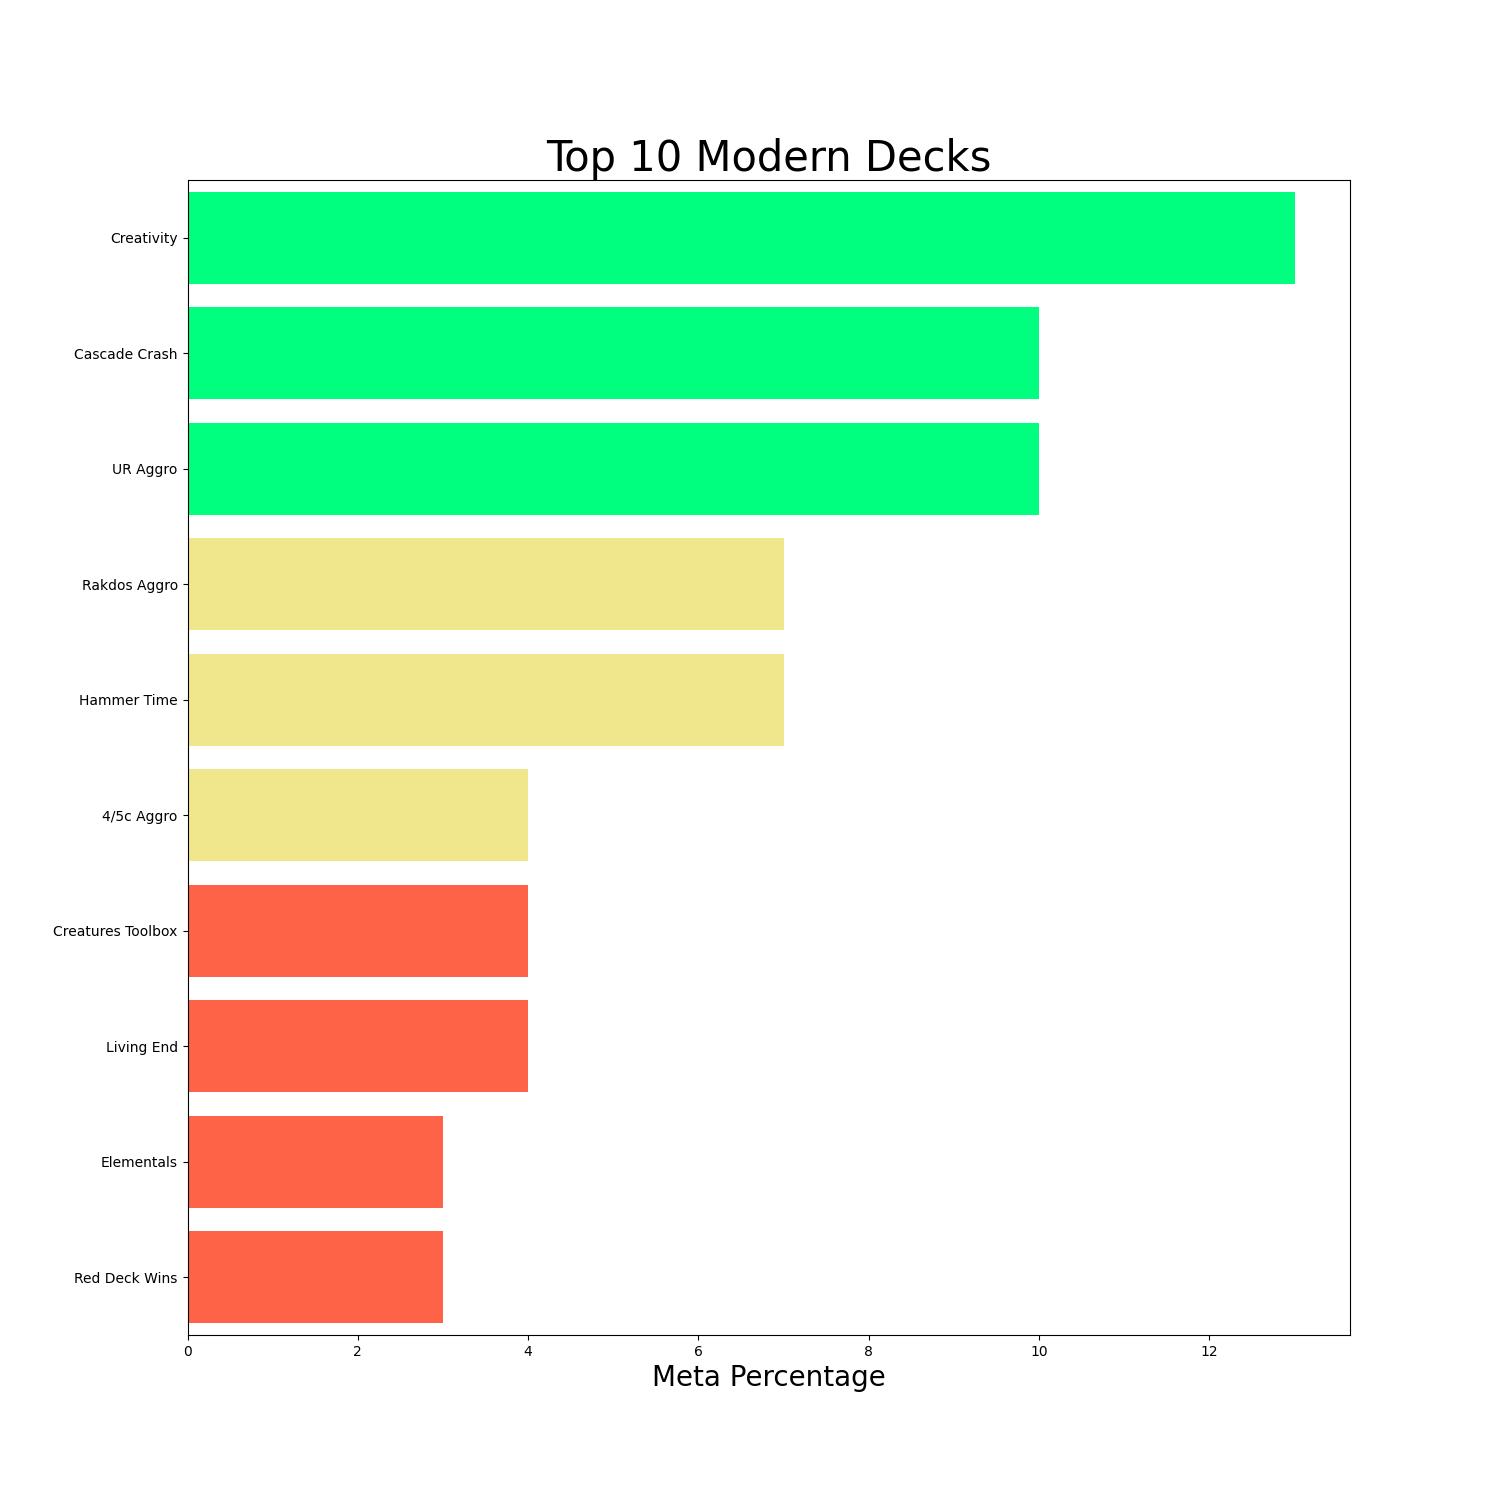 Top 10 Modern Decks
Creativity
Cascade Crash
UR Aggro
Rakdos Aggro
Hammer Time
4/5c Aggro
Creatures Toolbox
Living End
Elementals
Red Deck Wins
0 2 4 6 8 10 12
Meta Percentage